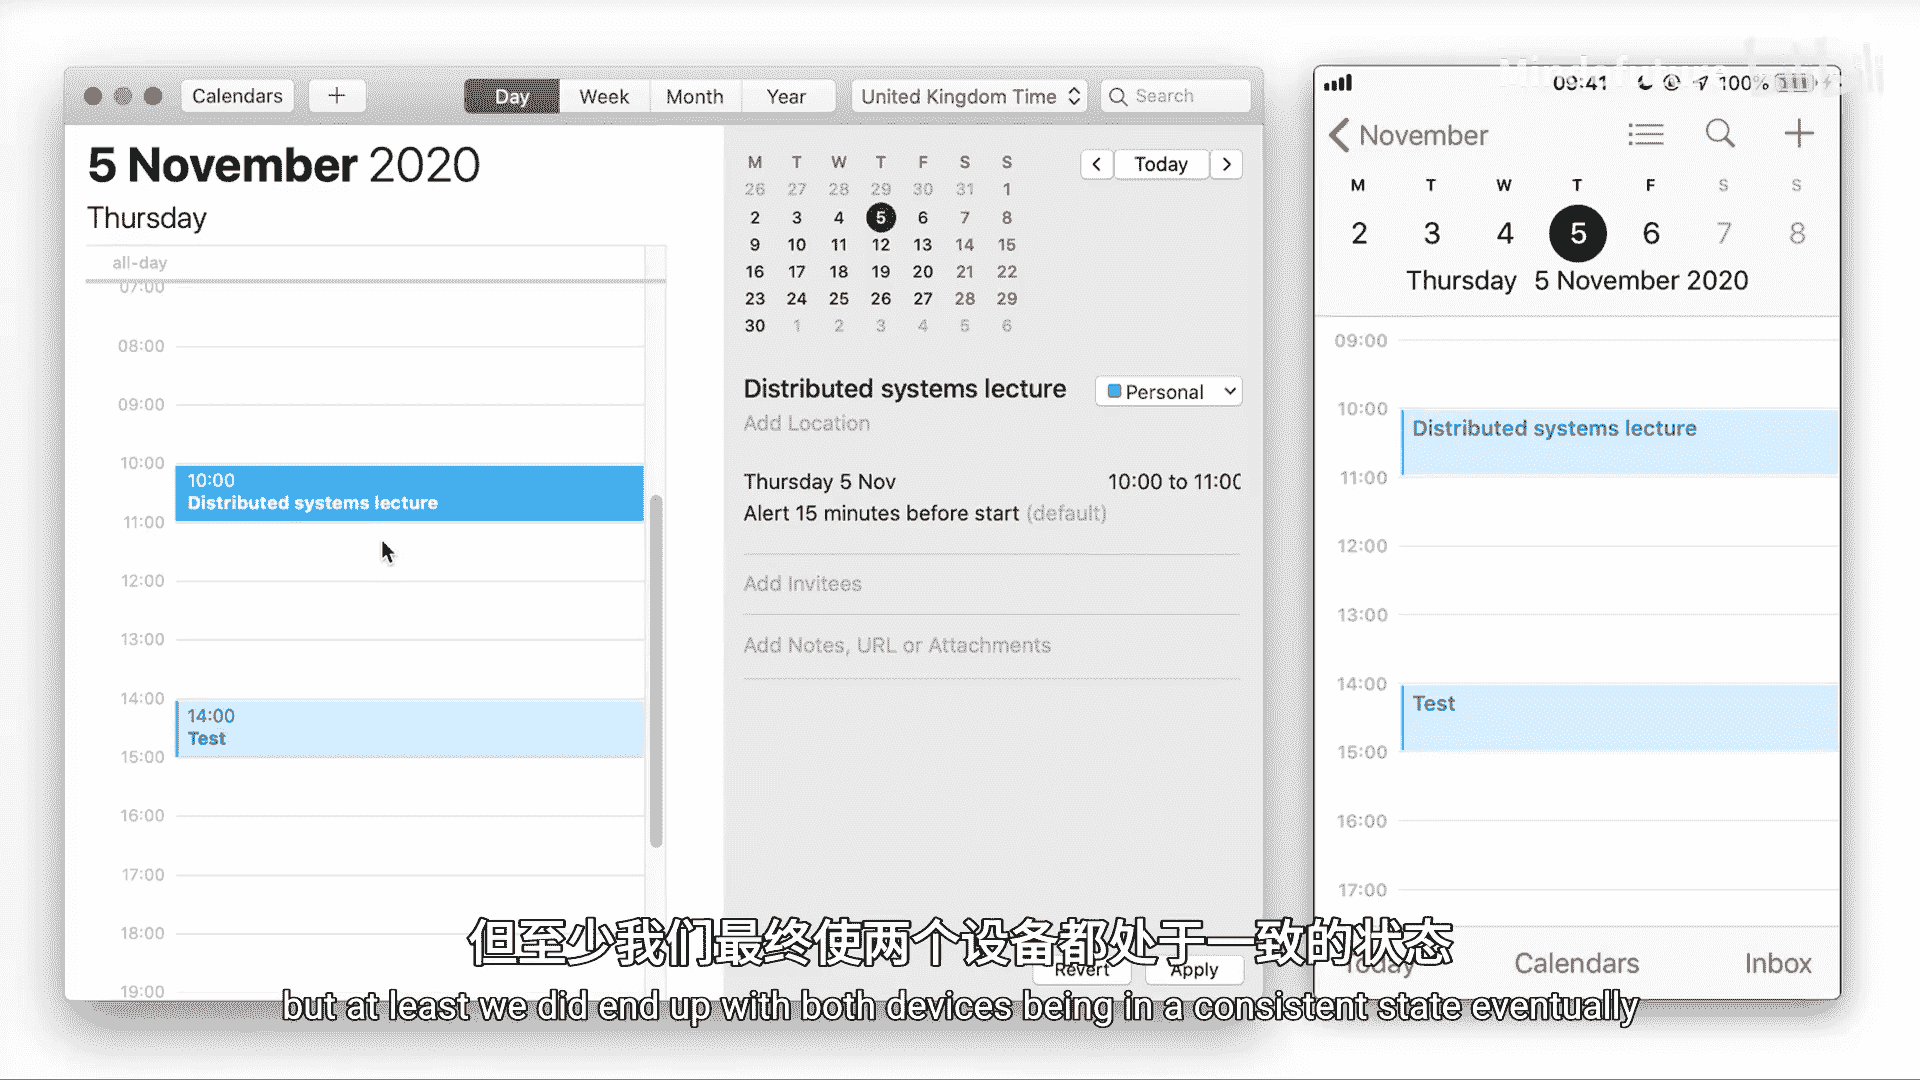 Calendars
+
Day
Week
Month
Year
United Kingdom Time
Search
5 November 2020
Thursday
all-day
07:00
08:00
09:00
10:00
10:00
Distributed systems lecture
11:00
12:00
13:00
14:00
14:00
Test
15:00
16:00
17:00
18:00
19:00
M T W T F S S
26 27 28 29 30 31 1
2 3 4 5 6 7 8
9 10 11 12 13 14 15
16 17 18 19 20 21 22
23 24 25 26 27 28 29
30 1 2 3 4 5 6
< Today >
Distributed systems lecture
Personal
Add Location
Thursday 5 Nov 10:00 to 11:00
Alert 15 minutes before start (default)
Add Invitees
Add Notes, URL or Attachments
Revert
Apply
09:41
100%
November
M T W T F S S
2 3 4 5 6 7 8
Thursday 5 November 2020
09:00
10:00
Distributed systems lecture
11:00
12:00
13:00
14:00
Test
15:00
16:00
17:00
Today
Calendars
Inbox
但至少我们最终使两个设备都处于一致的状态
but at least we did end up with both devices being in a consistent state eventually